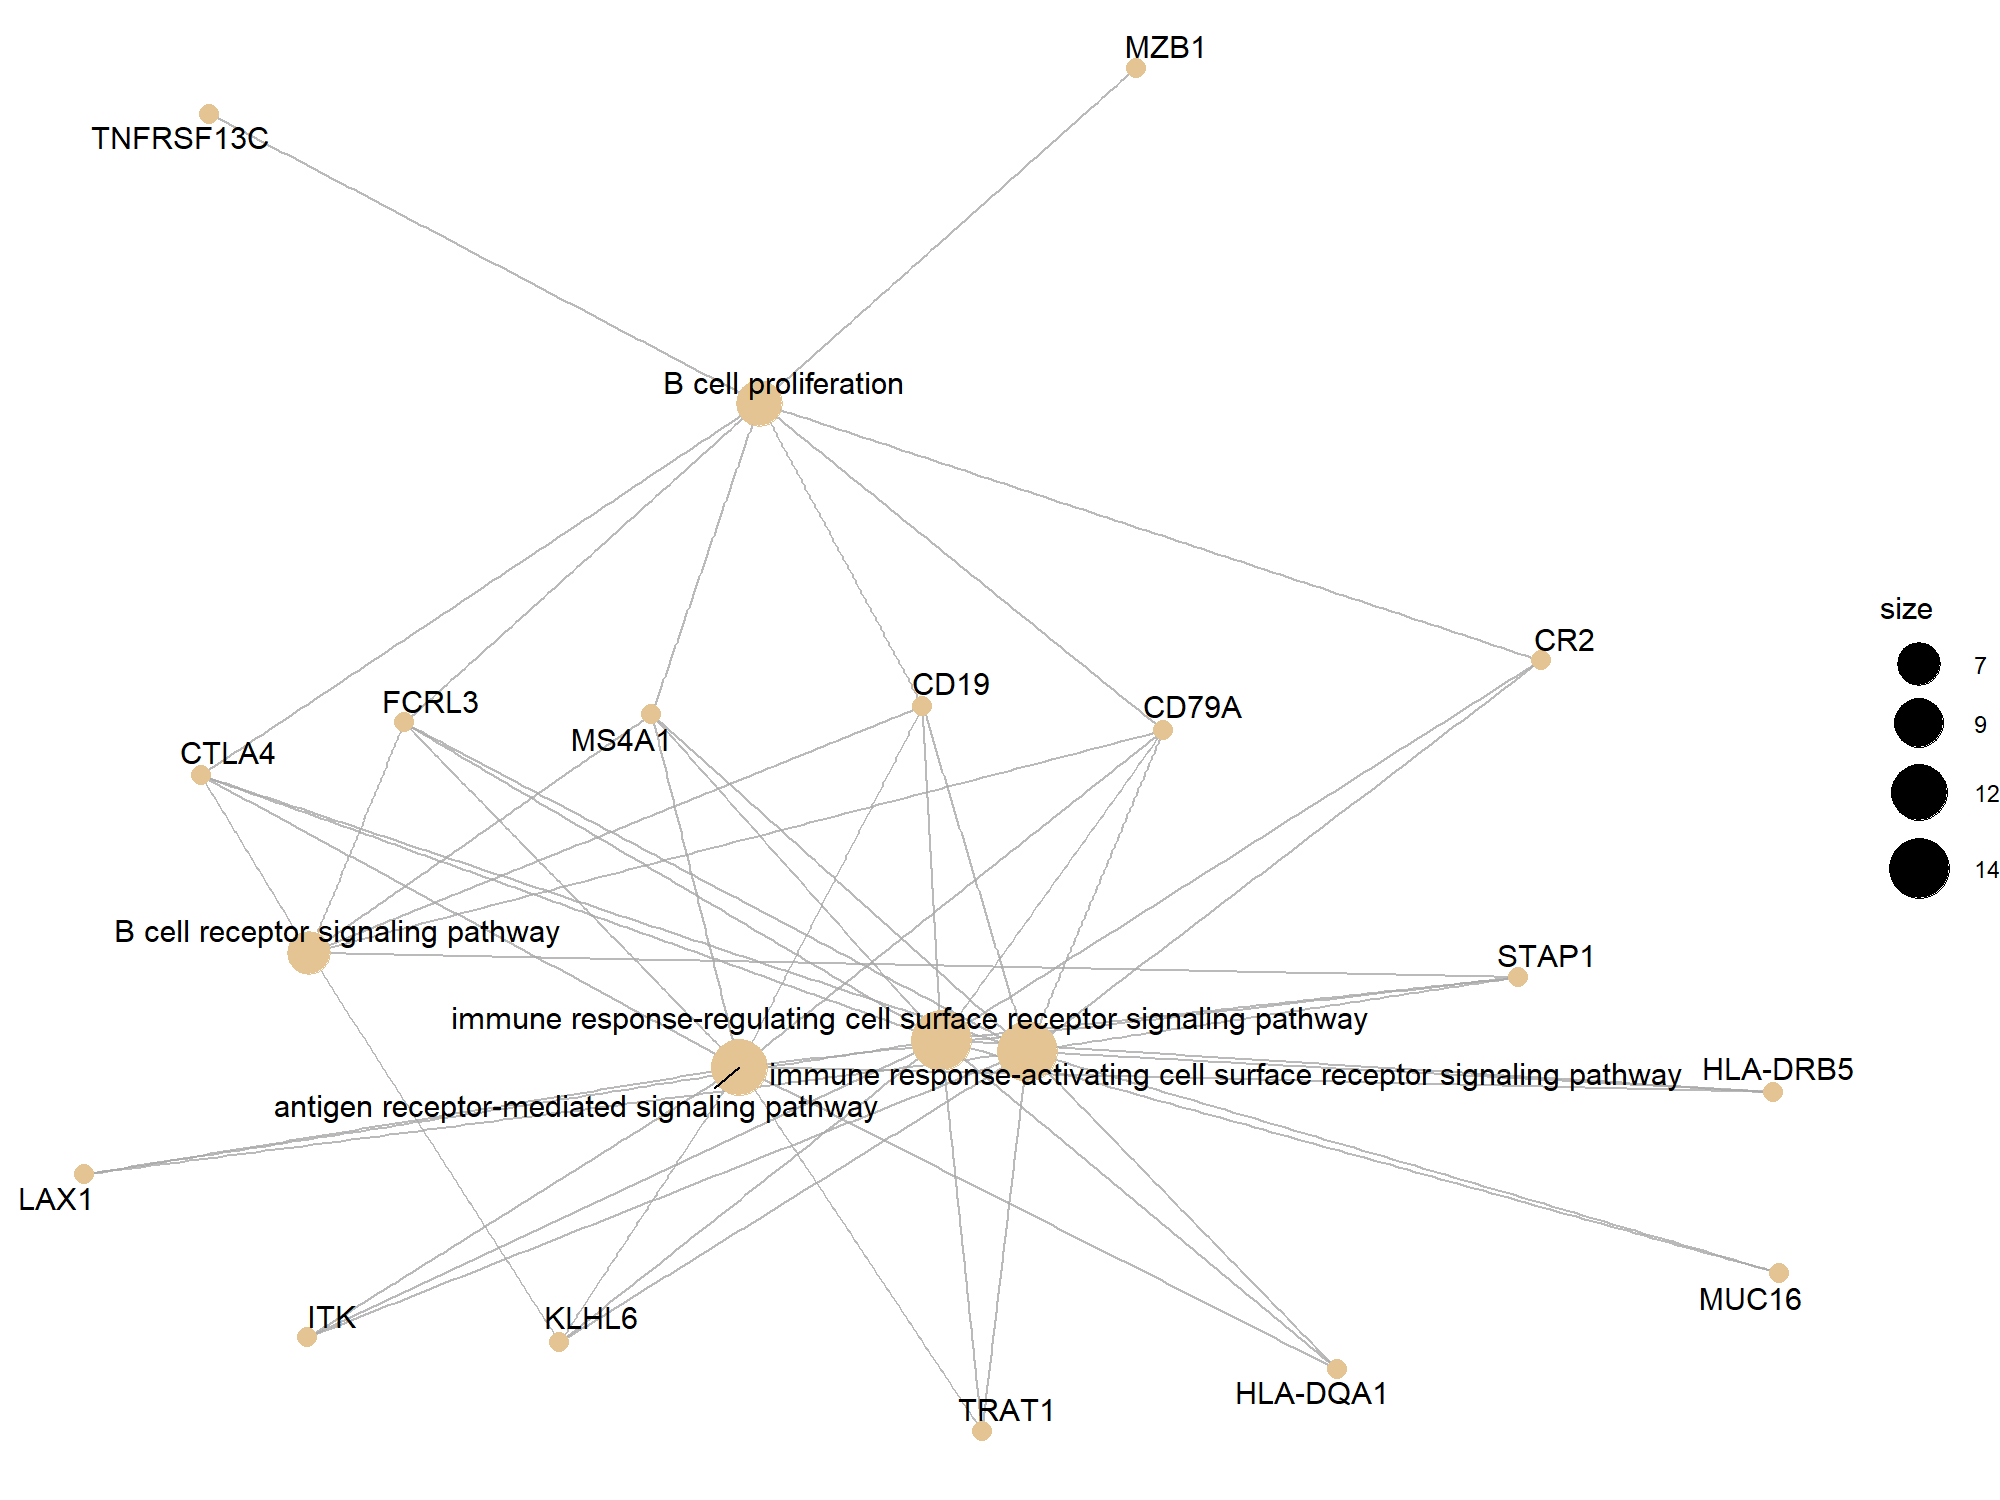 MZB1
TNFRSF13C
B cell proliferation
size
7
CR2
CD19
FCRL3
CD79A
9
MS4A1
CTLA4
12
14
B cell receptor signaling pathway
STAP1
immune response-regulating cell surface receptor signaling pathway
HLA-DRB5
immune response-activating cell surface receptor signaling pathway
antigen receptor-mediated signaling pathway
LAX1
MUC16
ITK
KLHL6
HLA-DQA1
TRAT1